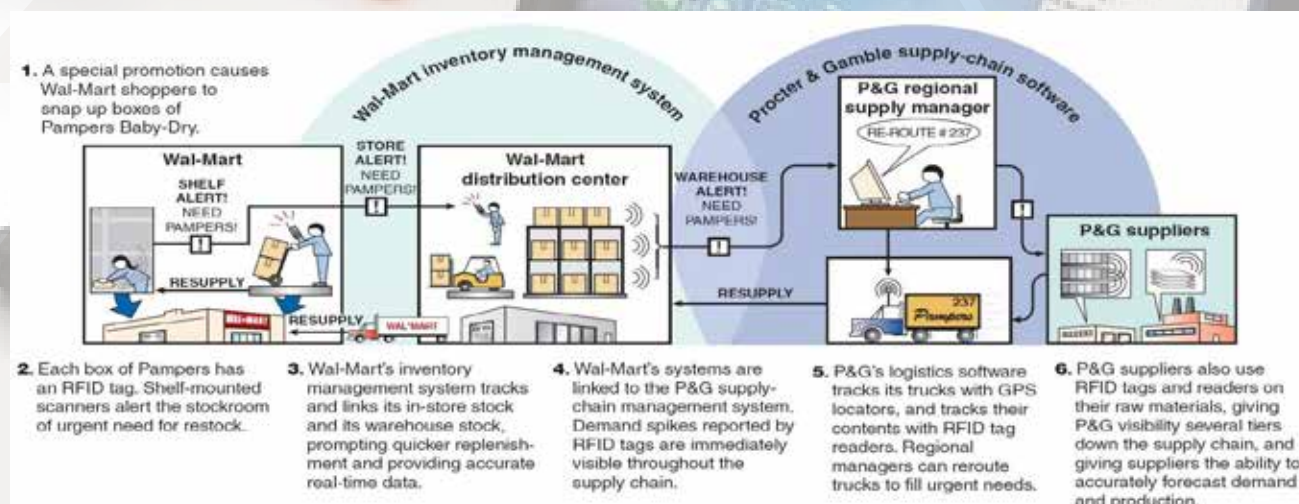 1. A special promotion causes
Wal-Mart shoppers to
snap up boxes of
Pampers Baby-Dry.
Wal-Mart inventory management system
Procter & Gamble supply-chain software
Wal-Mart
SHELF
ALERT!
NEED
PAMPERS!
!
RESUPPLY
WAL*MART
STORE
ALERT!
NEED
PAMPERS!
!
RESUPPLY
WAL*MART
Wal-Mart
distribution center
WAREHOUSE
ALERT!
NEED
PAMPERS!
!
RESUPPLY
P&G regional
supply manager
RE-ROUTE # 237
!
237
Pampers
P&G suppliers
2. Each box of Pampers has
an RFID tag. Shelf-mounted
scanners alert the stockroom
of urgent need for restock.
3. Wal-Mart's inventory
management system tracks
and links its in-store stock
and its warehouse stock,
prompting quicker replenish-
ment and providing accurate
real-time data.
4. Wal-Mart's systems are
linked to the P&G supply-
chain management system.
Demand spikes reported by
RFID tags are immediately
visible throughout the
supply chain.
5. P&G's logistics software
tracks its trucks with GPS
locators, and tracks their
contents with RFID tag
readers. Regional
managers can reroute
trucks to fill urgent needs.
6. P&G suppliers also use
RFID tags and readers on
their raw materials, giving
P&G visibility several tiers
down the supply chain, and
giving suppliers the ability to
accurately forecast demand
and production.